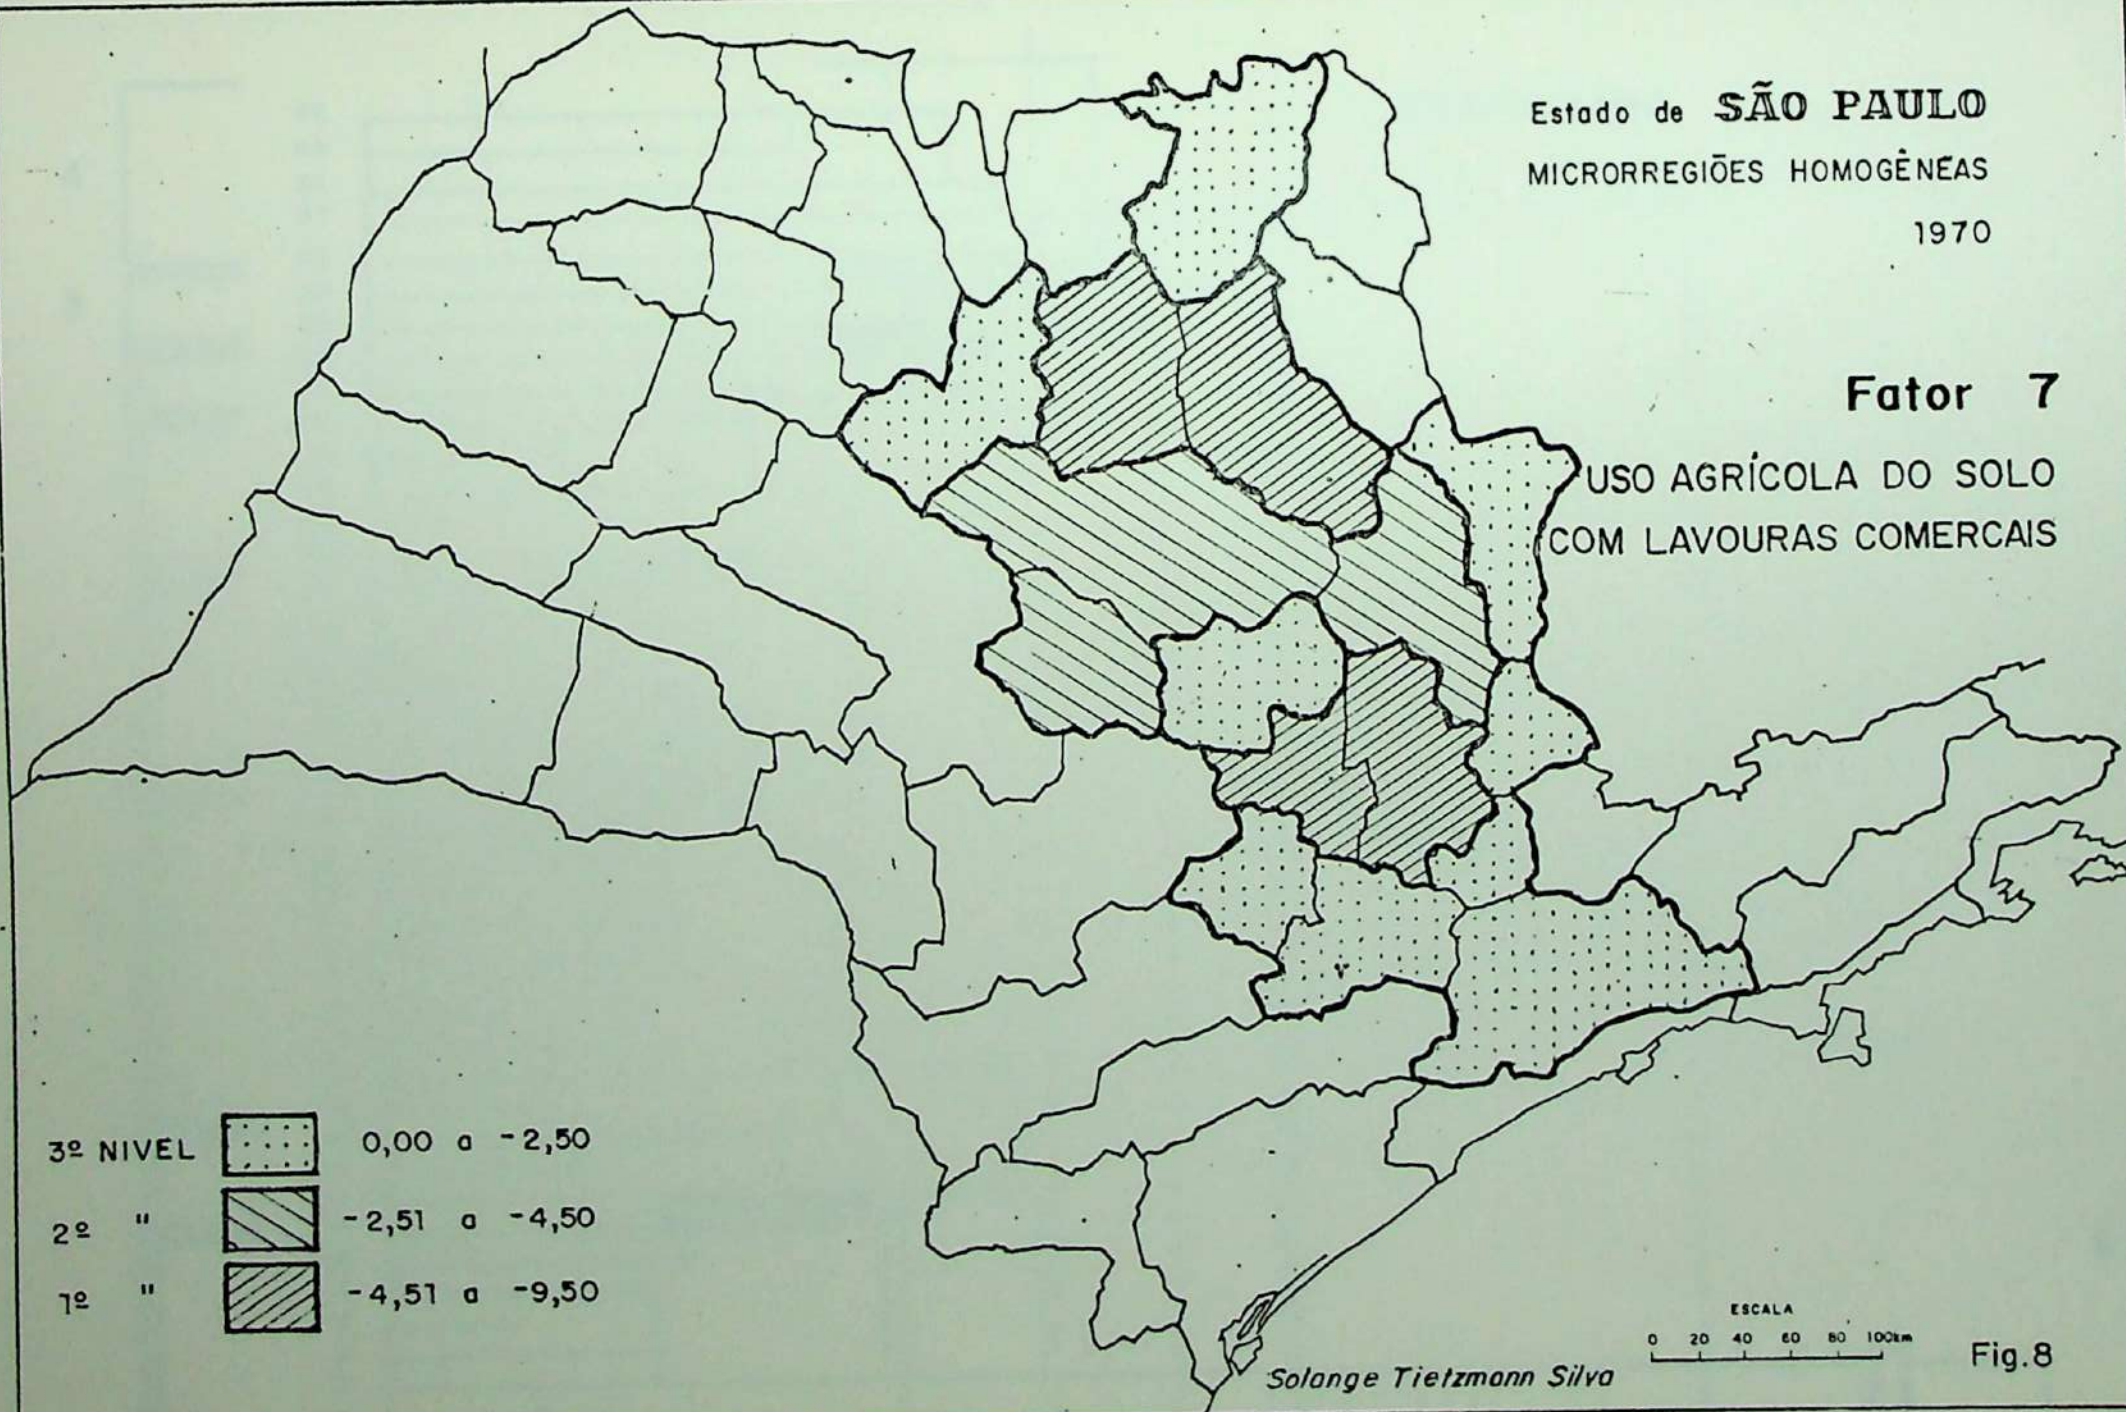 Estado de SÃO PAULO
MICRORREGIÕES HOMOGÊNEAS
1970
Fator 7
USO AGRÍCOLA DO SOLO
COM LAVOURAS COMERCAIS
3º NIVEL 0,00 a -2,50
2º " -2,51 a -4,50
1º " -4,51 a -9,50
ESCALA
0 20 40 60 80 100km
Fig.8
Solange Tietzmann Silva